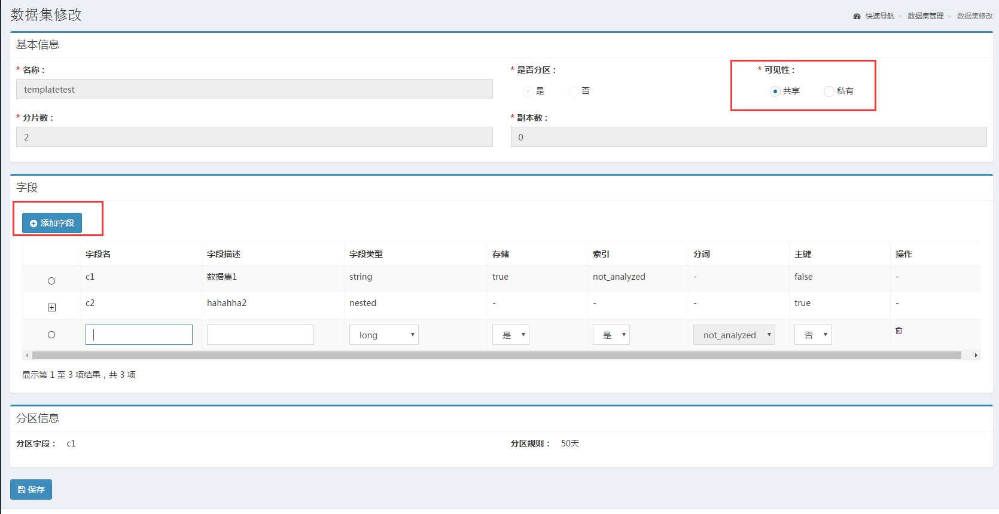 数据集修改
快速导航 > 数据集管理 > 数据集修改
基本信息
* 名称： * 是否分区： * 可见性：
templatetest 是 否 共享 私有
* 分片数： * 副本数：
2 0
字段
添加字段
字段名 字段描述 字段类型 存储 索引 分词 主键 操作
c1 数据集1 string true not_analyzed - false -
c2 hahahha2 nested - - - true -
long 是 是 not_analyzed 否
显示第 1 至 3 项结果，共 3 项
分区信息
分区字段： c1 分区规则： 50天
保存